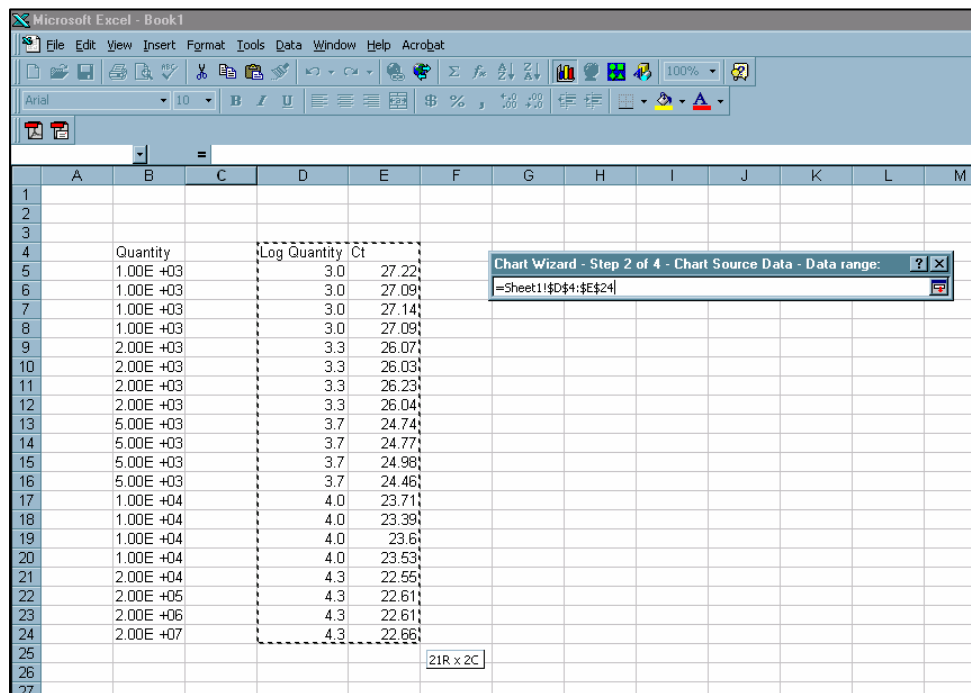 Microsoft Excel - Book1
File Edit View Insert Format Tools Data Window Help Acrobat
100%
Arial 10 B I U $ % ,
=
A B C D E F G H I J K L M
1
2
3
4 Quantity Log Quantity Ct
5 1.00E +03 3.0 27.22
Chart Wizard - Step 2 of 4 - Chart Source Data - Data range: ? X
6 1.00E +03 3.0 27.09
=Sheet1!$D$4:$E$24
7 1.00E +03 3.0 27.14
8 1.00E +03 3.0 27.09
9 2.00E +03 3.3 26.07
10 2.00E +03 3.3 26.03
11 2.00E +03 3.3 26.23
12 2.00E +03 3.3 26.04
13 5.00E +03 3.7 24.74
14 5.00E +03 3.7 24.77
15 5.00E +03 3.7 24.98
16 5.00E +03 3.7 24.46
17 1.00E +04 4.0 23.71
18 1.00E +04 4.0 23.39
19 1.00E +04 4.0 23.6
20 1.00E +04 4.0 23.53
21 2.00E +04 4.3 22.55
22 2.00E +05 4.3 22.61
23 2.00E +06 4.3 22.61
24 2.00E +07 4.3 22.66
25
21R x 2C
26
27